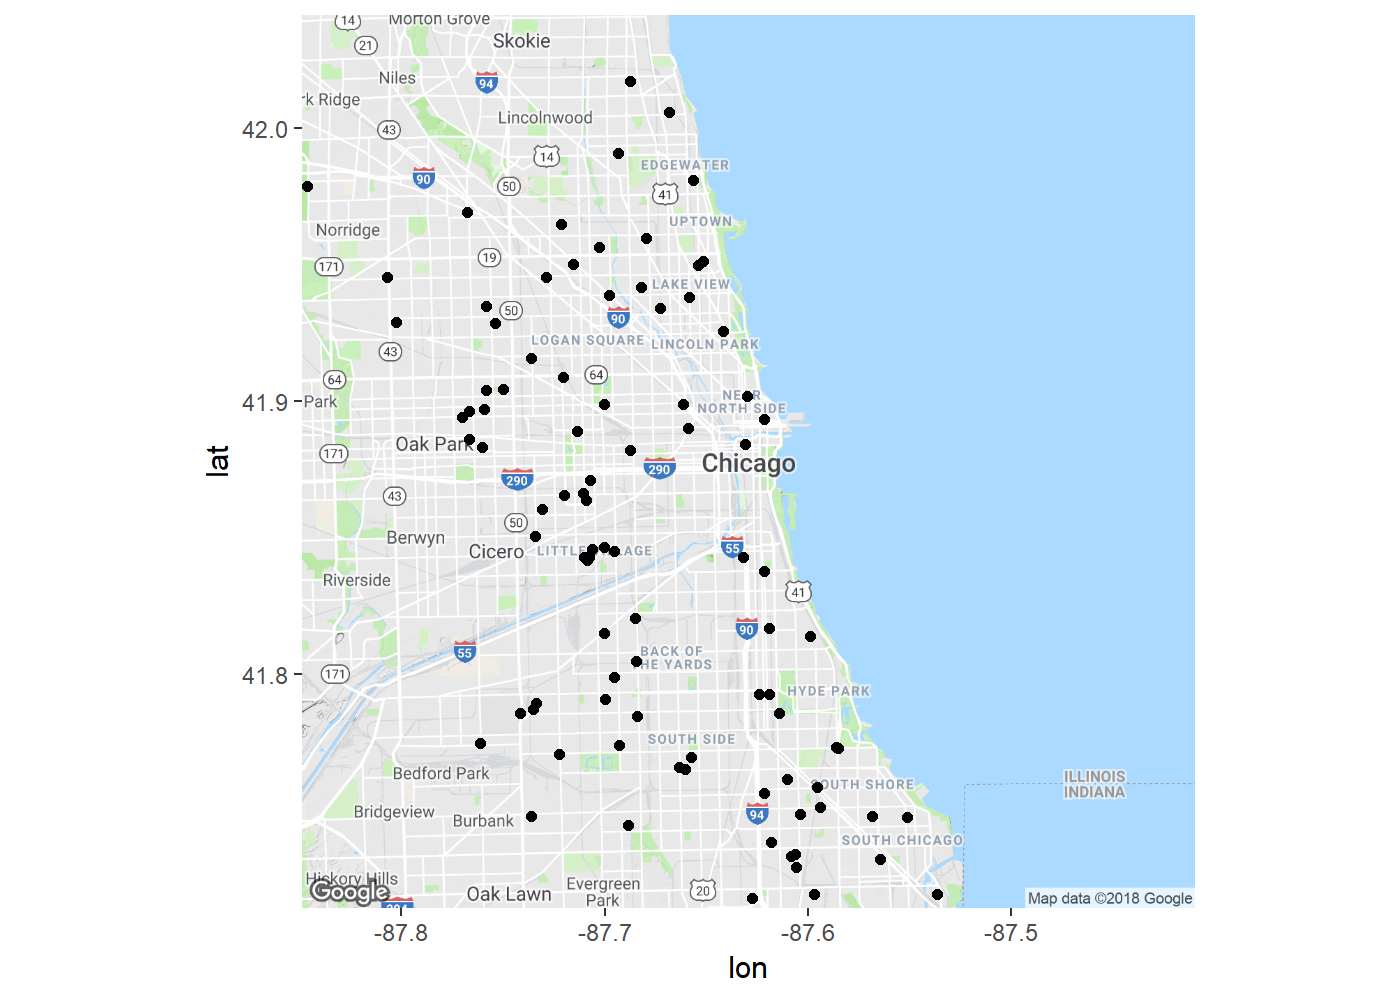 14
Morton Grove
21
Skokie
Niles
94
rk Ridge
Lincolnwood
42.0
43
14
EDGEWATER
90
50
41
UPTOWN
Norridge
19
171
LAKE VIEW
50
90
LOGAN SQUARE
LINCOLN PARK
43
64
64
41.9
Park
NEAR
NORTH SIDE
Oak Park
171
Chicago
lat
290
290
43
50
Berwyn
Cicero
LITTLE VILLAGE
55
Riverside
41
90
55
BACK OF
THE YARDS
41.8
171
HYDE PARK
SOUTH SIDE
Bedford Park
SOUTH SHORE
ILLINOIS
INDIANA
Bridgeview
Burbank
94
SOUTH CHICAGO
Hickory Hills
Google
294
Oak Lawn
Evergreen
Park
20
Map data ©2018 Google
-87.8
-87.7
-87.6
-87.5
lon